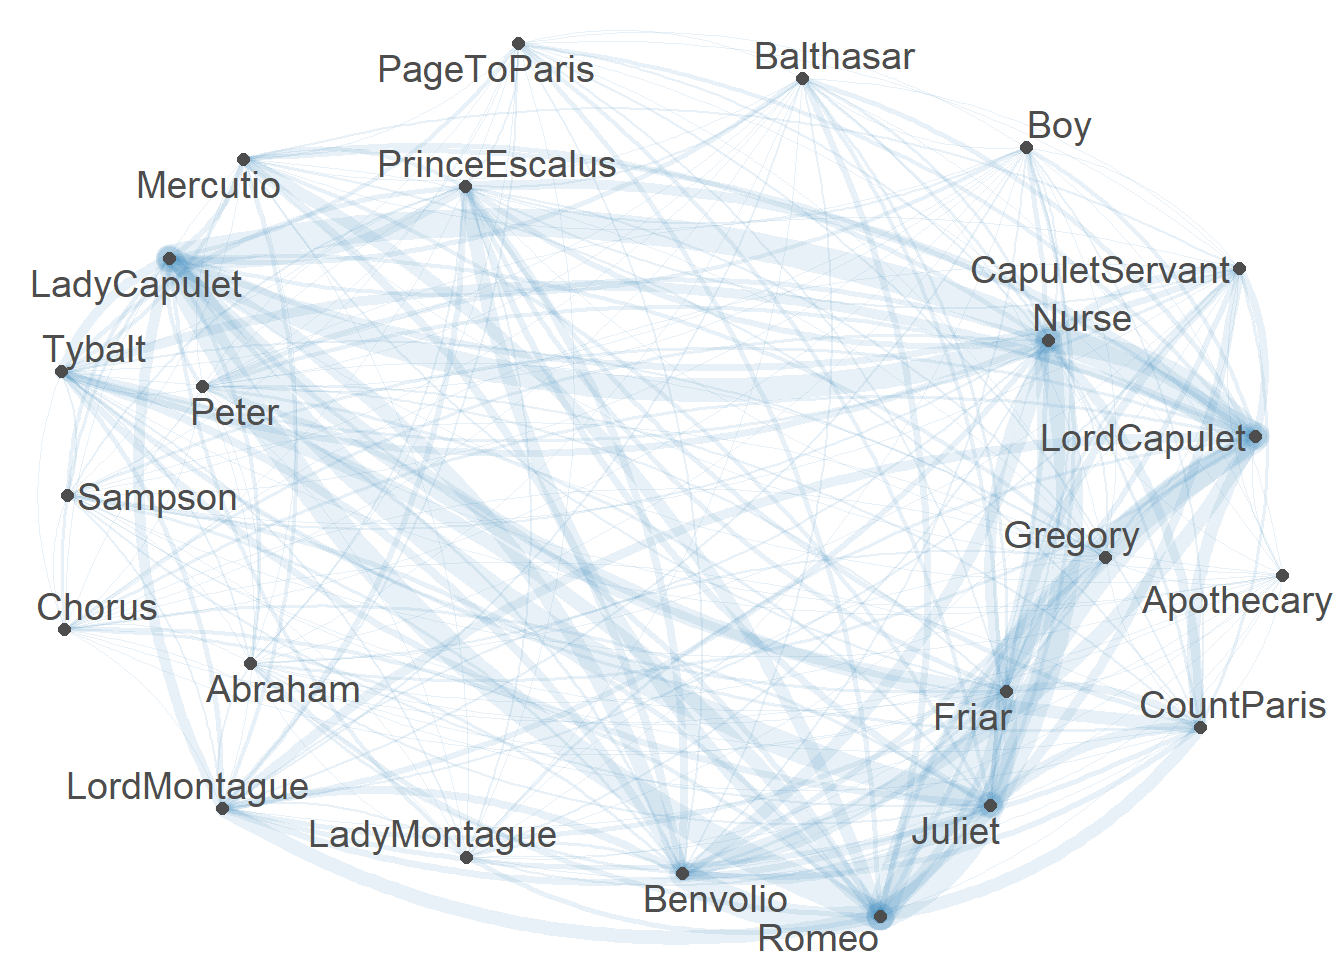 PageToParis
Balthasar
Boy
Mercutio
PrinceEscalus
LadyCapulet
CapuletServant
Nurse
Tybalt
Peter
LordCapulet
Sampson
Gregory
Chorus
Apothecary
Abraham
Friar
CountParis
LordMontague
LadyMontague
Juliet
Benvolio
Romeo